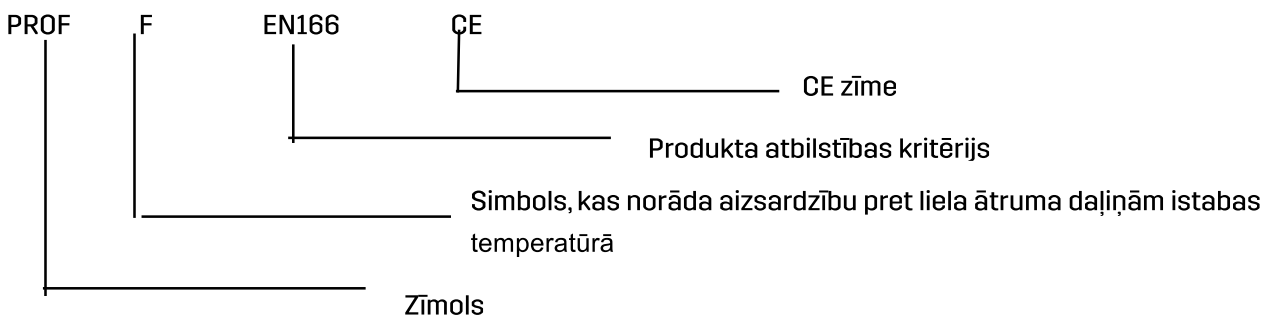 PROF F EN166 CE
CE zīme
Produkta atbilstības kritērijs
Simbols, kas norāda aizsardzību pret liela ātruma daļiņām istabas
temperatūrā
Zīmols